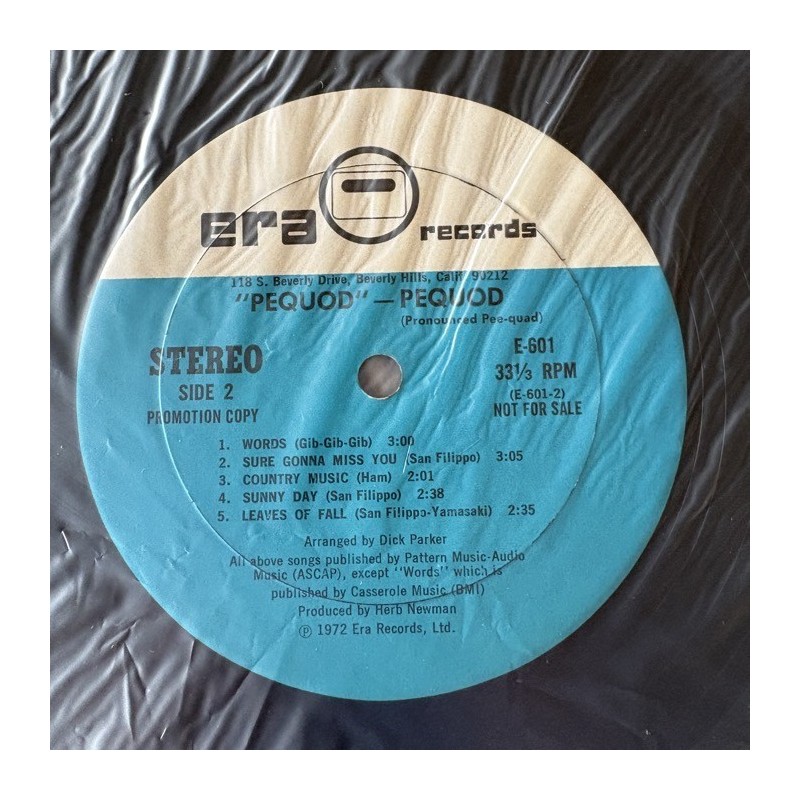 era records
118 S. Beverly Drive, Beverly Hills, Calif. 90212
"PEQUOD" — PEQUOD
(Pronounced Pee-quad)
STEREO
SIDE 2
PROMOTION COPY
E-601
33⅓ RPM
(E-601-2)
NOT FOR SALE
1. WORDS (Gib-Gib-Gib) 3:00
2. SURE GONNA MISS YOU (San Filippo) 3:05
3. COUNTRY MUSIC (Ham) 2:01
4. SUNNY DAY (San Filippo) 2:38
5. LEAVES OF FALL (San Filippo-Yamasaki) 2:35
Arranged by Dick Parker
All above songs published by Pattern Music-Audio
Music (ASCAP), except "Words" which is
published by Casserole Music (BMI)
Produced by Herb Newman
℗ 1972 Era Records, Ltd.